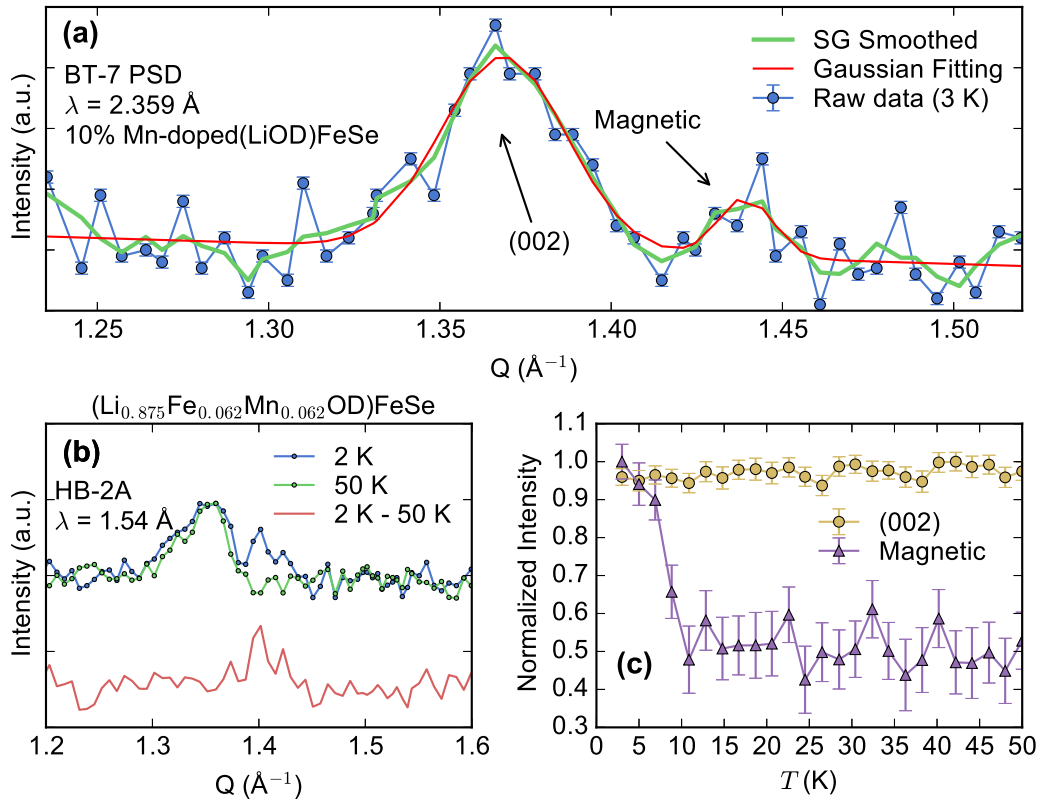 (a)
BT-7 PSD
λ = 2.359 Å
10% Mn-doped(LiOD)FeSe
SG Smoothed
Gaussian Fitting
Raw data (3 K)
Magnetic
(002)
Intensity (a.u.)
1.25 1.30 1.35 1.40 1.45 1.50
Q (Å⁻¹)
(Li₀.₈₇₅Fe₀.₀₆₂Mn₀.₀₆₂OD)FeSe
(b)
HB-2A
λ = 1.54 Å
2 K
50 K
2 K - 50 K
Intensity (a.u.)
1.2 1.3 1.4 1.5 1.6
Q (Å⁻¹)
1.1
1.0
0.9
0.8
0.7
0.6
0.5
0.4
0.3
Normalized Intensity
(002)
Magnetic
(c)
0 5 10 15 20 25 30 35 40 45 50
T (K)